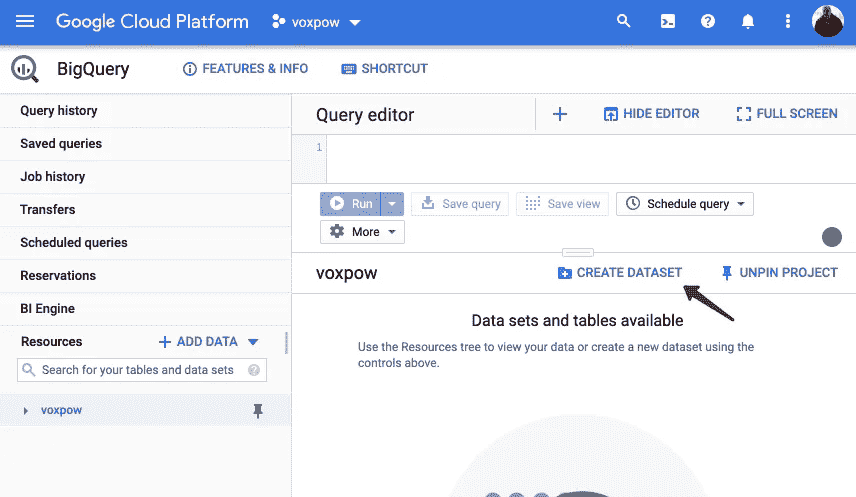 Google Cloud Platform voxpow
BigQuery FEATURES & INFO SHORTCUT
Query history
Saved queries
Job history
Transfers
Scheduled queries
Reservations
BI Engine
Resources ADD DATA
Search for your tables and data sets
voxpow
Query editor HIDE EDITOR FULL SCREEN
1
Run Save query Save view Schedule query
More
voxpow CREATE DATASET UNPIN PROJECT
Data sets and tables available
Use the Resources tree to view your data or create a new dataset using the
controls above.